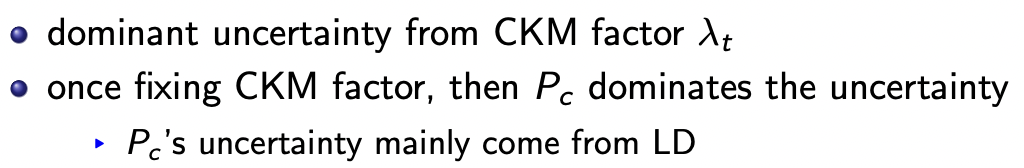 dominant uncertainty from CKM factor λ_t
once fixing CKM factor, then P_c dominates the uncertainty
P_c's uncertainty mainly come from LD